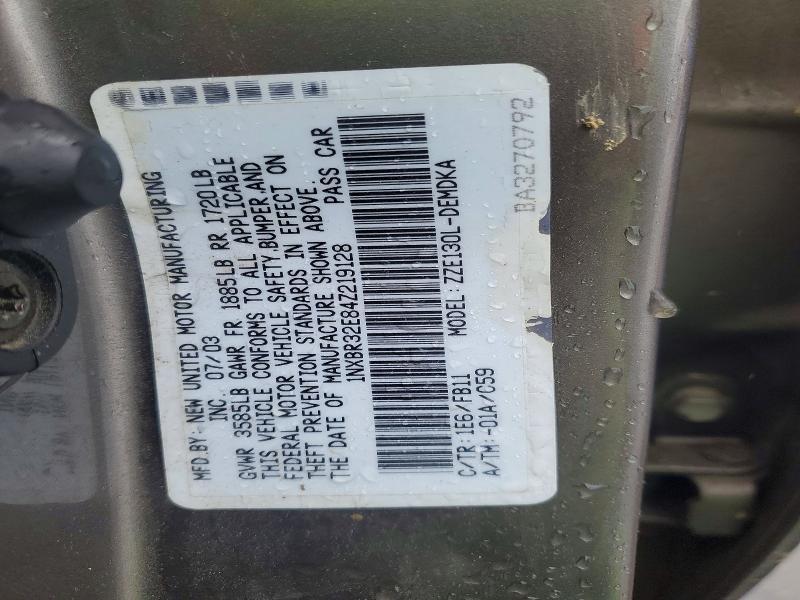 MFD.BY:-NEW UNITED MOTOR MANUFACTURING
INC. 07/03
GVWR 3585LB GAWR FR 1885LB RR 1720LB
THIS VEHICLE CONFORMS TO ALL APPLICABLE
FEDERAL MOTOR VEHICLE SAFETY,BUMPER,AND
THEFT PREVENTION STANDARDS IN EFFECT ON
THE DATE OF MANUFACTURE SHOWN ABOVE.
1NXBR32E84Z219128 PASS CAR
C/TR:1E6/FB11 MODEL:ZZE130L-DEMDKA
A/TM:-01A/C59
BA3270792